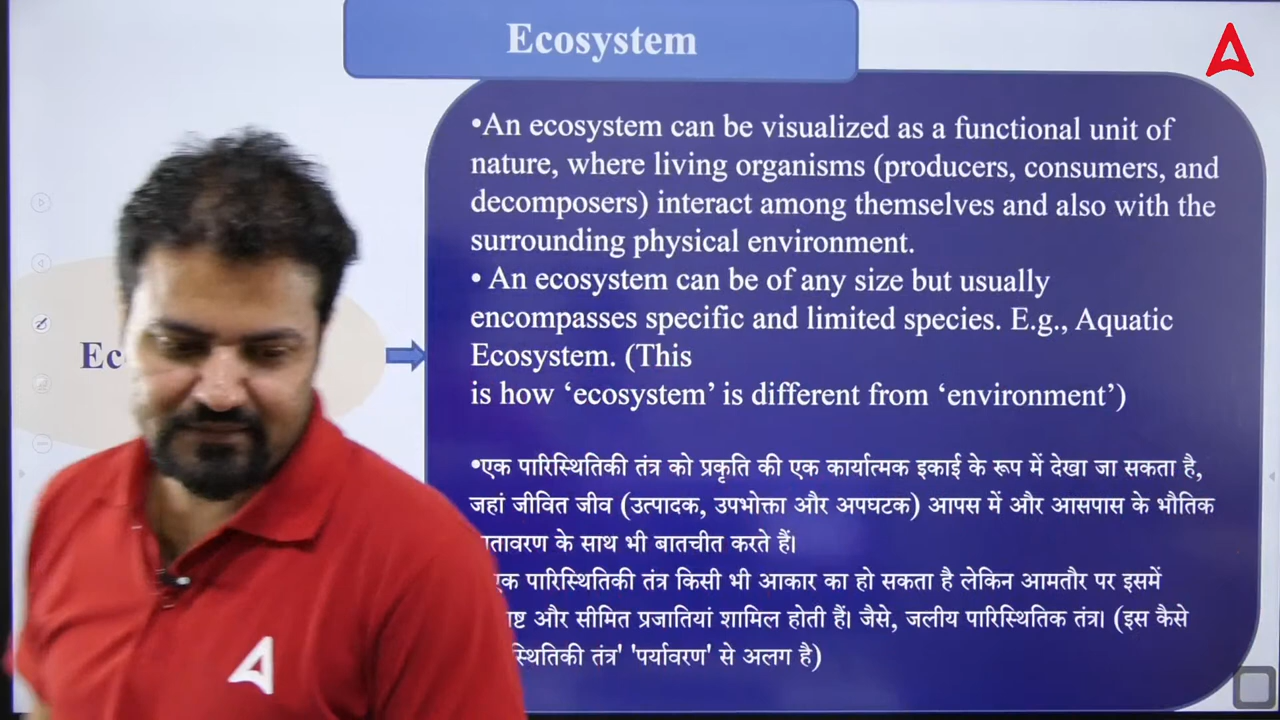 Ecosystem
•An ecosystem can be visualized as a functional unit of
nature, where living organisms (producers, consumers, and
decomposers) interact among themselves and also with the
surrounding physical environment.
• An ecosystem can be of any size but usually
encompasses specific and limited species. E.g., Aquatic
Ecosystem. (This
is how ‘ecosystem’ is different from ‘environment’)
•एक पारिस्थितिकी तंत्र को प्रकृति की एक कार्यात्मक इकाई के रूप में देखा जा सकता है,
जहां जीवित जीव (उत्पादक, उपभोक्ता और अपघटक) आपस में और आसपास के भौतिक
के साथ भी बातचीत करते हैं।
एक पारिस्थितिकी तंत्र किसी भी आकार का हो सकता है लेकिन आमतौर पर इसमें
और सीमित प्रजातियां शामिल होती हैं। जैसे, जलीय पारिस्थितिक तंत्र। (इस कैसे
तंत्र' 'पर्यावरण' से अलग है)